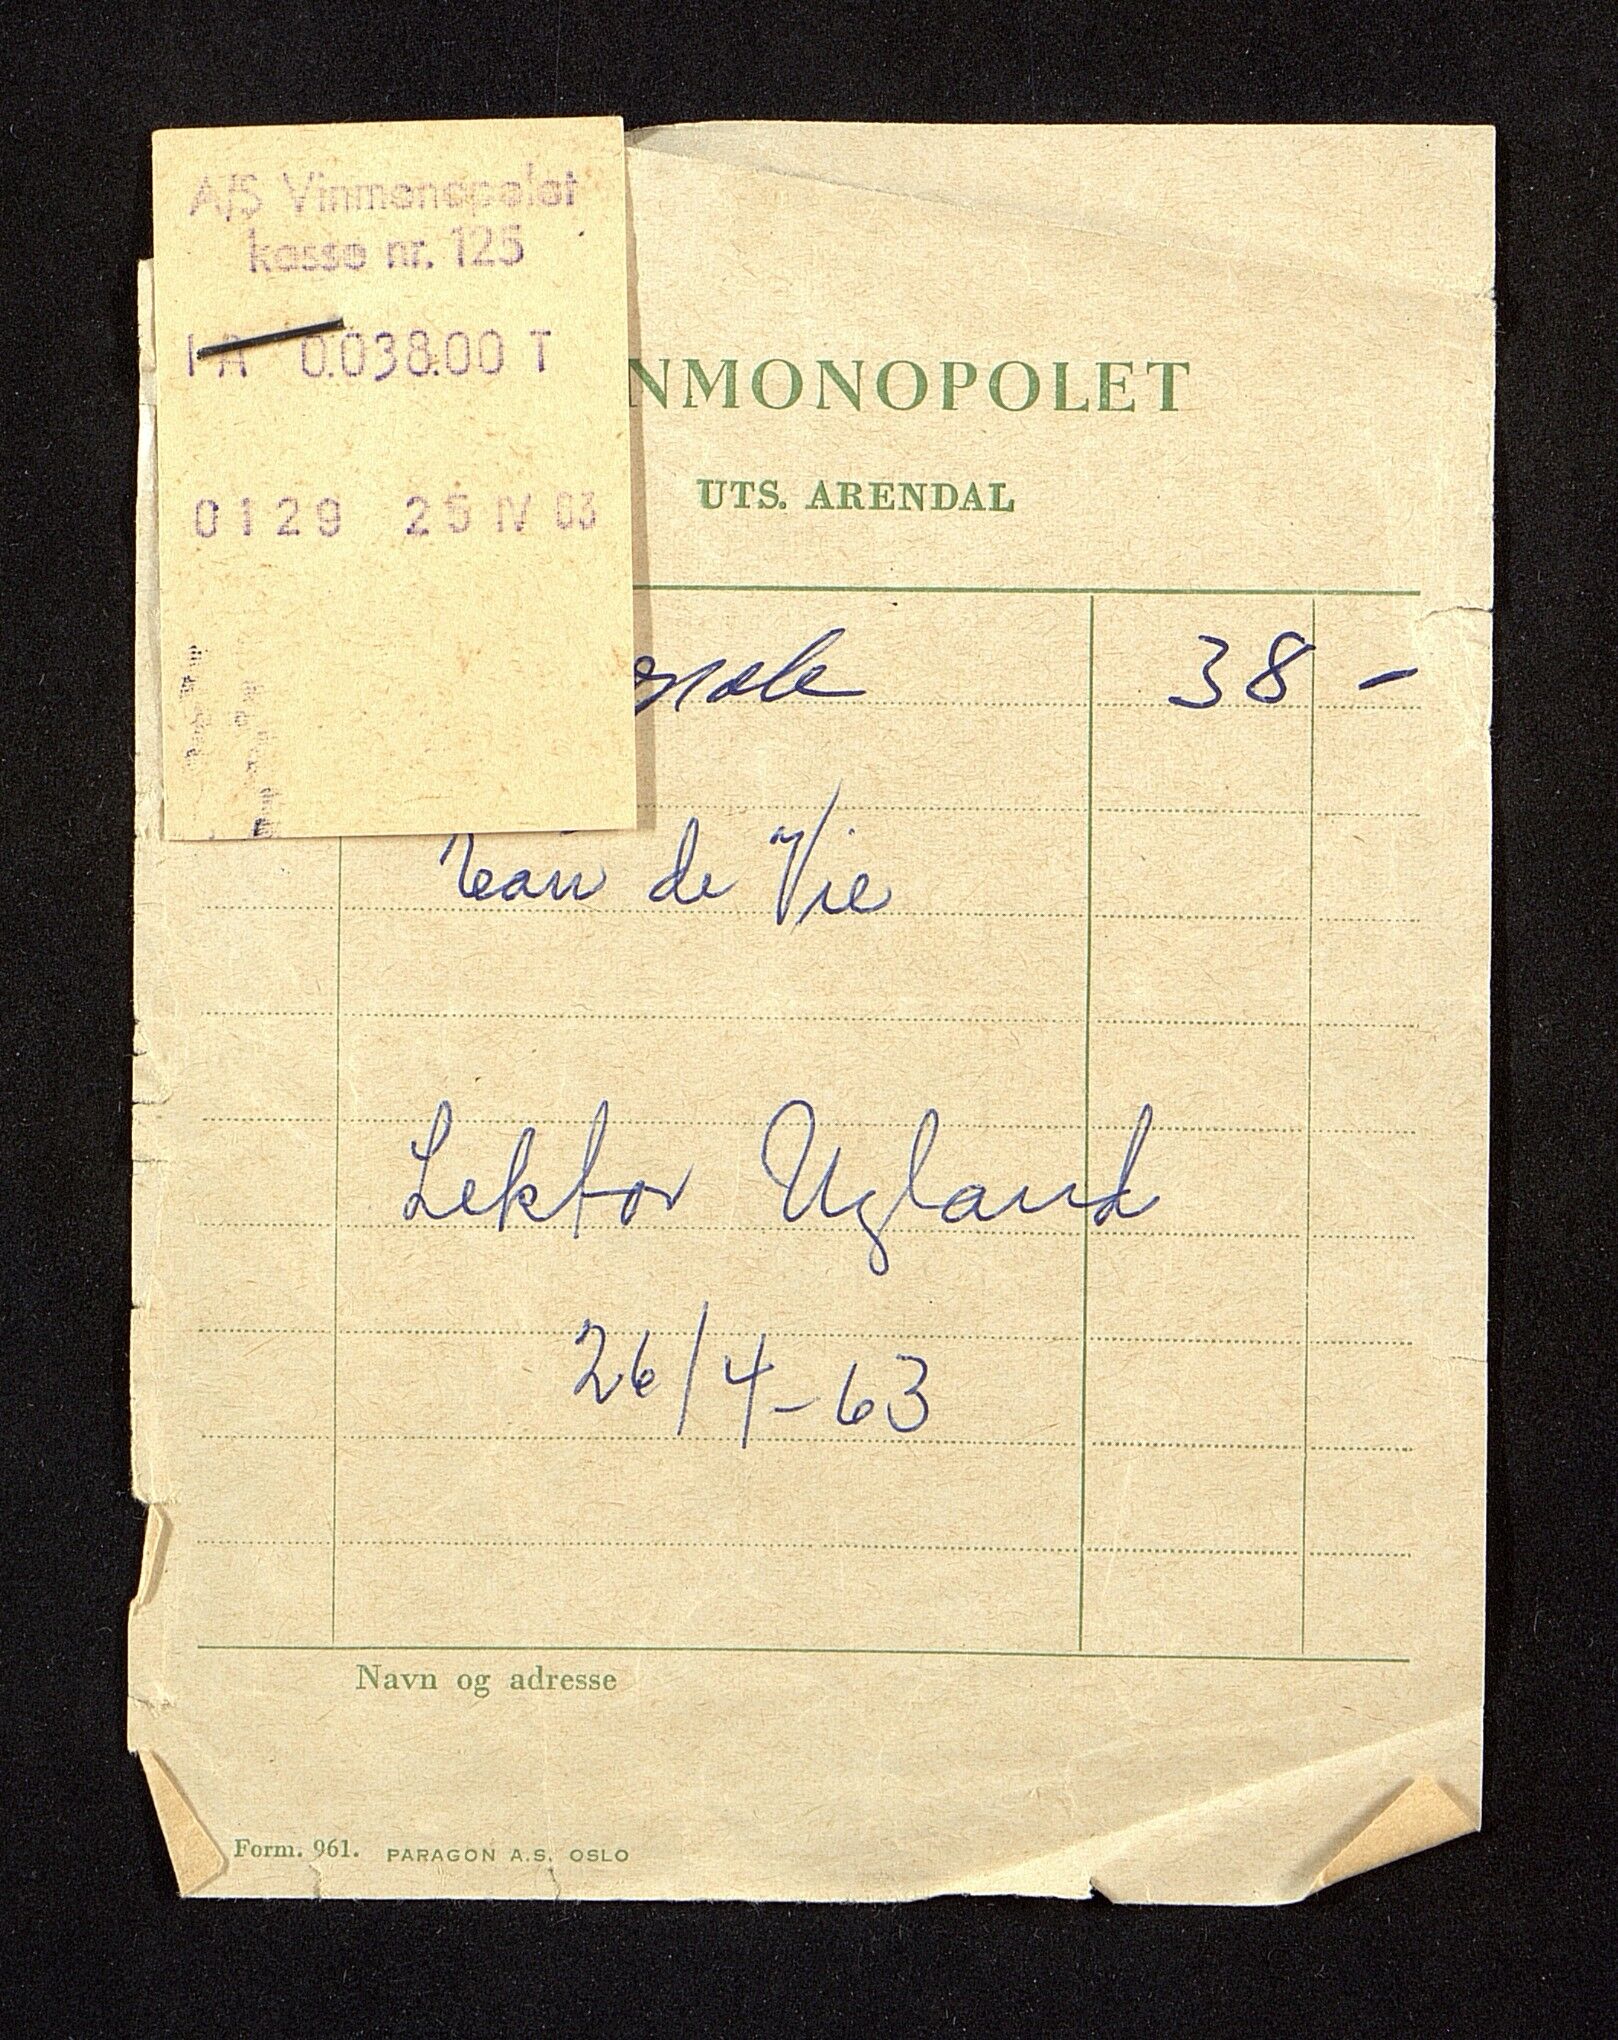 A/S Vinmonopolet
kasse nr. 125
0.038.00 T
0129 25 IV 63
NMONOPOLET
UTS. ARENDAL
38 -
eau de Vie
Lektor Ugland
26/4-63
Navn og adresse
Form. 961. PARAGON A.S. OSLO